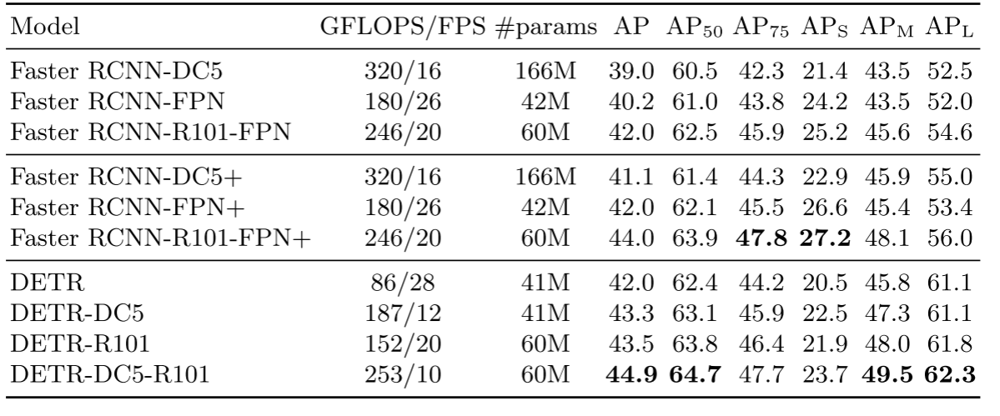 Model GFLOPS/FPS #params AP AP50 AP75 APS APM APL
Faster RCNN-DC5 320/16 166M 39.0 60.5 42.3 21.4 43.5 52.5
Faster RCNN-FPN 180/26 42M 40.2 61.0 43.8 24.2 43.5 52.0
Faster RCNN-R101-FPN 246/20 60M 42.0 62.5 45.9 25.2 45.6 54.6
Faster RCNN-DC5+ 320/16 166M 41.1 61.4 44.3 22.9 45.9 55.0
Faster RCNN-FPN+ 180/26 42M 42.0 62.1 45.5 26.6 45.4 53.4
Faster RCNN-R101-FPN+ 246/20 60M 44.0 63.9 47.8 27.2 48.1 56.0
DETR 86/28 41M 42.0 62.4 44.2 20.5 45.8 61.1
DETR-DC5 187/12 41M 43.3 63.1 45.9 22.5 47.3 61.1
DETR-R101 152/20 60M 43.5 63.8 46.4 21.9 48.0 61.8
DETR-DC5-R101 253/10 60M 44.9 64.7 47.7 23.7 49.5 62.3